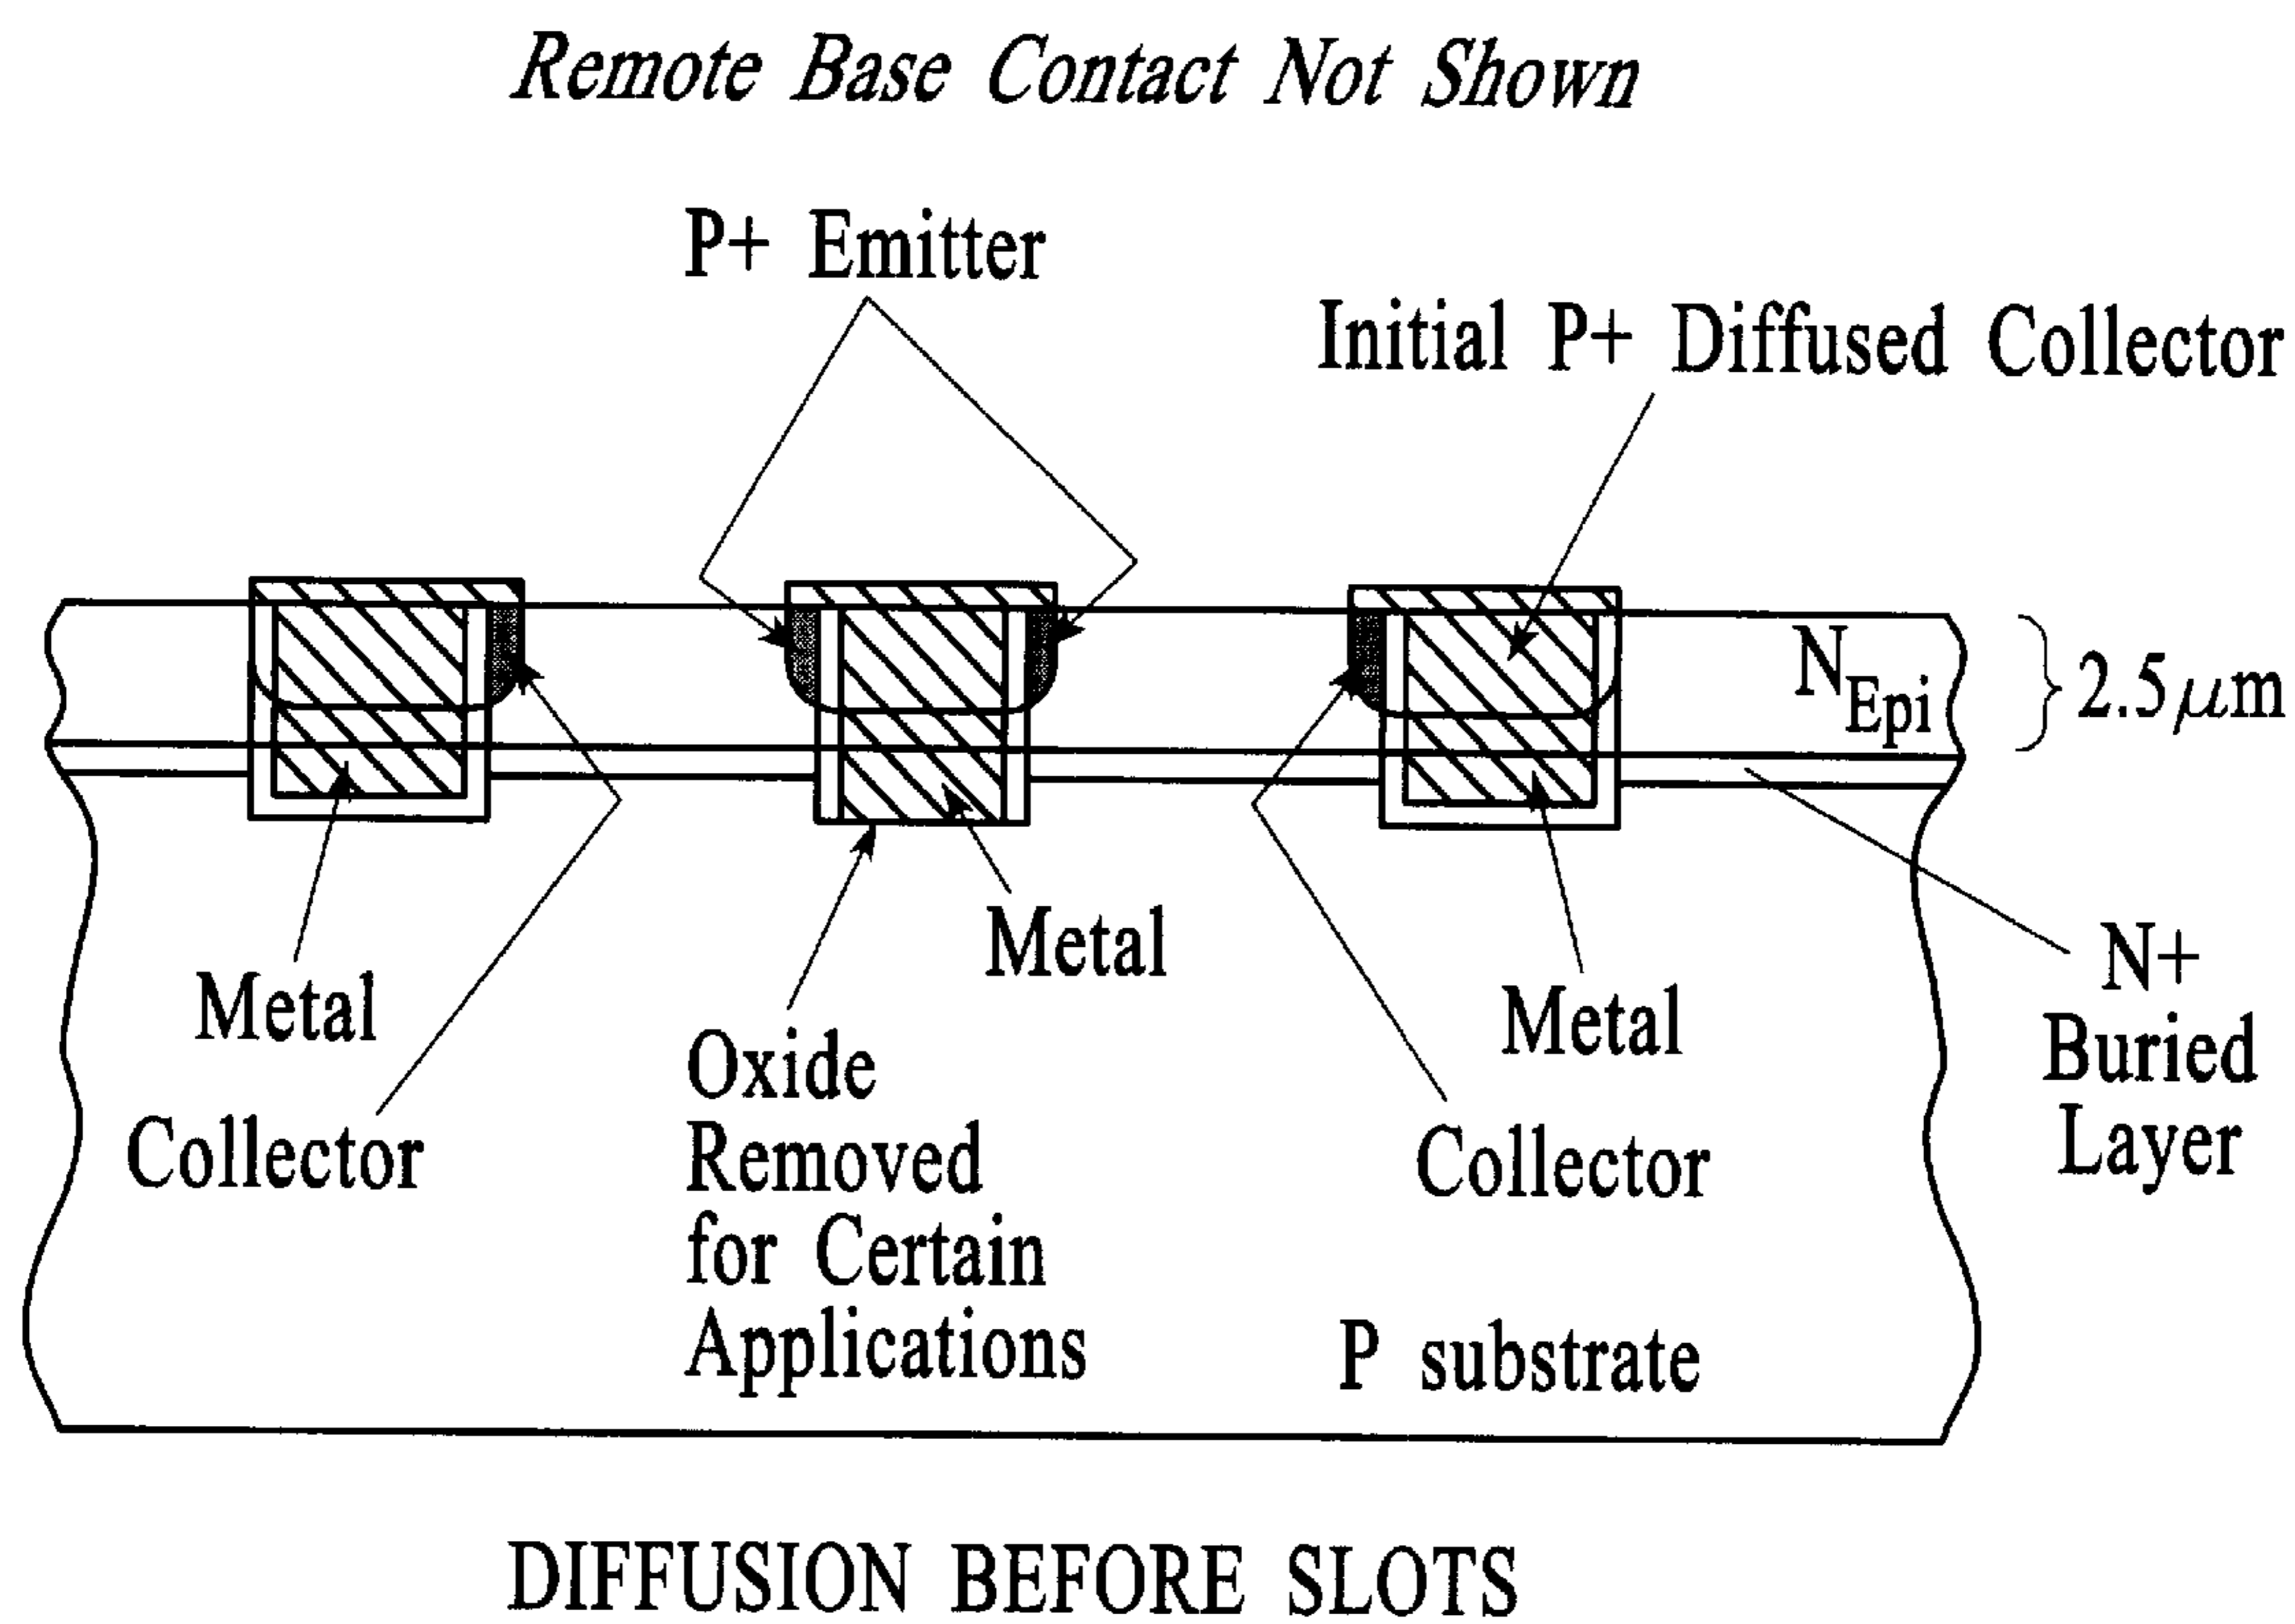 Remote Base Contact Not Shown
P+ Emitter
Initial P+ Diffused Collector
N_Epi
2.5μm
Metal
Metal
Metal
N+
Buried
Layer
Collector
Oxide
Removed
for Certain
Applications
Collector
P substrate
DIFFUSION BEFORE SLOTS